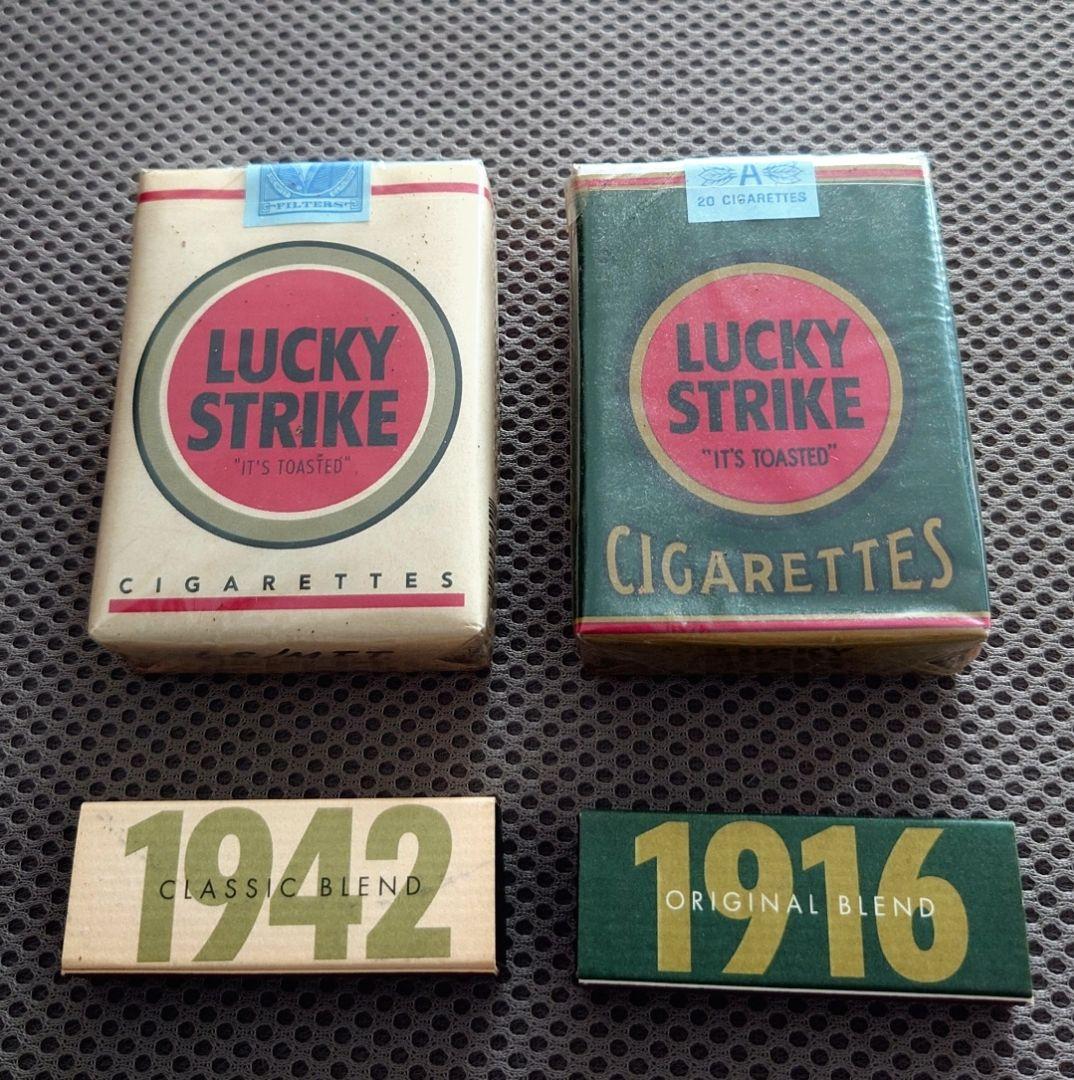 FILTERS
LUCKY
STRIKE
"IT'S TOASTED"
CIGARETTES
A
20 CIGARETTES
LUCKY
STRIKE
"IT'S TOASTED"
CIGARETTES
1942
CLASSIC BLEND
1916
ORIGINAL BLEND